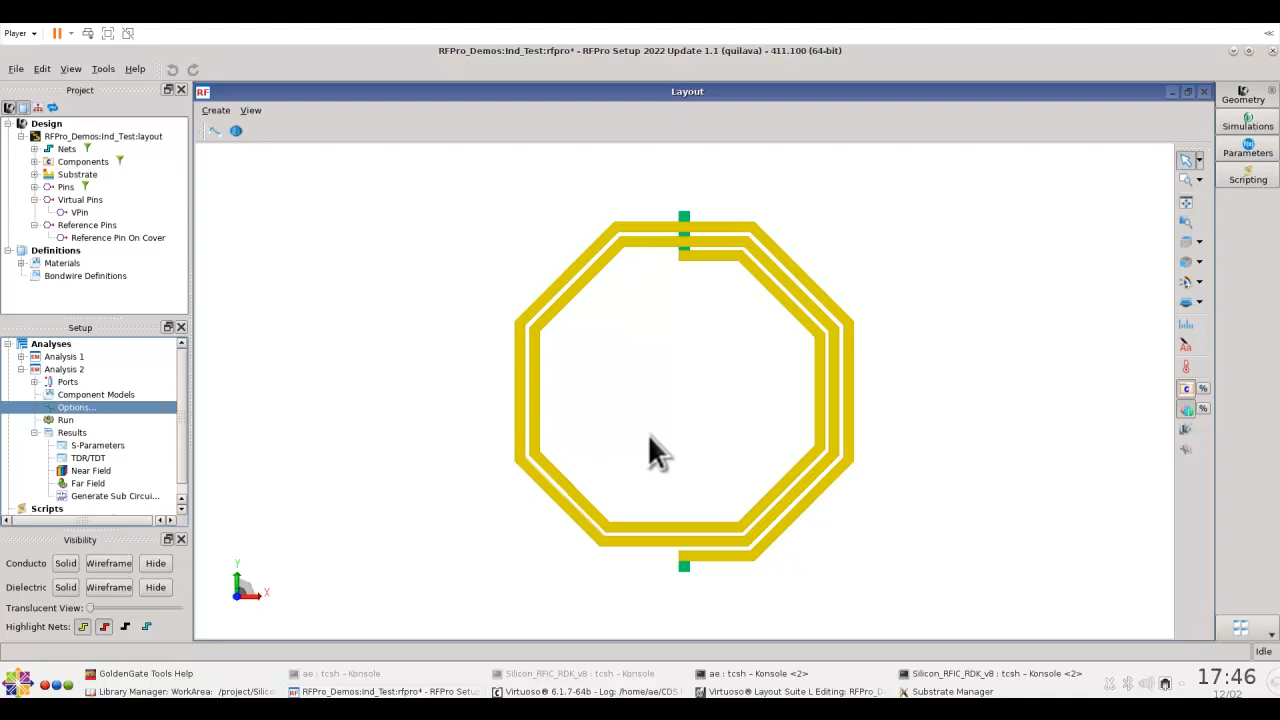 Player
RFPro_Demos:Ind_Test:rfpro* - RFPro Setup 2022 Update 1.1 (quilava) - 411.100 (64-bit)
File Edit View Tools Help
Project
Design
RFPro_Demos:Ind_Test:layout
Nets
Components
Substrate
Pins
Virtual Pins
VPin
Reference Pins
Reference Pin On Cover
Definitions
Materials
Bondwire Definitions
Setup
Analyses
Analysis 1
Analysis 2
Ports
Component Models
Options...
Run
Results
S-Parameters
TDR/TDT
Near Field
Far Field
Generate Sub Circui...
Scripts
Visibility
Conducto Solid Wireframe Hide
Dielectric Solid Wireframe Hide
Translucent View:
Highlight Nets:
RF Layout
Create View
Y
X
Geometry
Simulations
Parameters
Scripting
Idle
GoldenGate Tools Help
ae : tcsh - Konsole
Silicon_RFIC_RDK_v8 : tcsh - Konsole
ae : tcsh - Konsole <2>
Silicon_RFIC_RDK_v8 : tcsh - Konsole <2>
Library Manager: WorkArea: /project/Silico
RFPro_Demos:Ind_Test:rfpro* - RFPro Setu
Virtuoso® 6.1.7-64b - Log: /home/ae/CDS.
Virtuoso® Layout Suite L Editing: RFPro_D
Substrate Manager
17:46
12/02